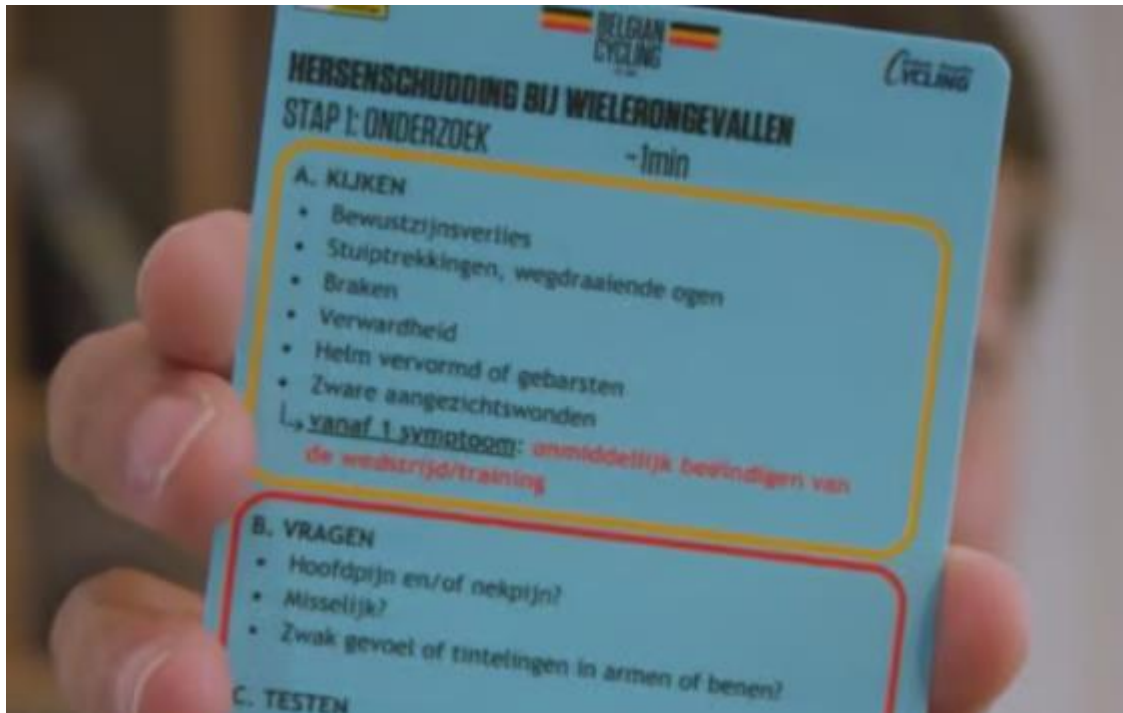 BELGIAN
CYCLING
CYCLING
HERSENSCHUDDING BIJ WIELERONGEVALLEN
STAP 1: ONDERZOEK ~1min
A. KIJKEN
• Bewustzijnsverlies
• Stuiptrekkingen, wegdraaiende ogen
• Braken
• Verwardheid
• Helm vervormd of gebarsten
• Zware aangezichtswonden
vanaf 1 symptoom: onmiddellijk beëindigen van
de wedstrijd/training
B. VRAGEN
• Hoofdpijn en/of nekpijn?
• Misselijk?
• Zwak gevoel of tintelingen in armen of benen?
C. TESTEN